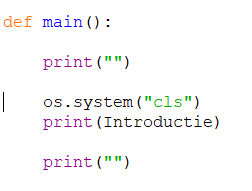 def main():
print("")
os.system("cls")
print(Introductie)
print("")